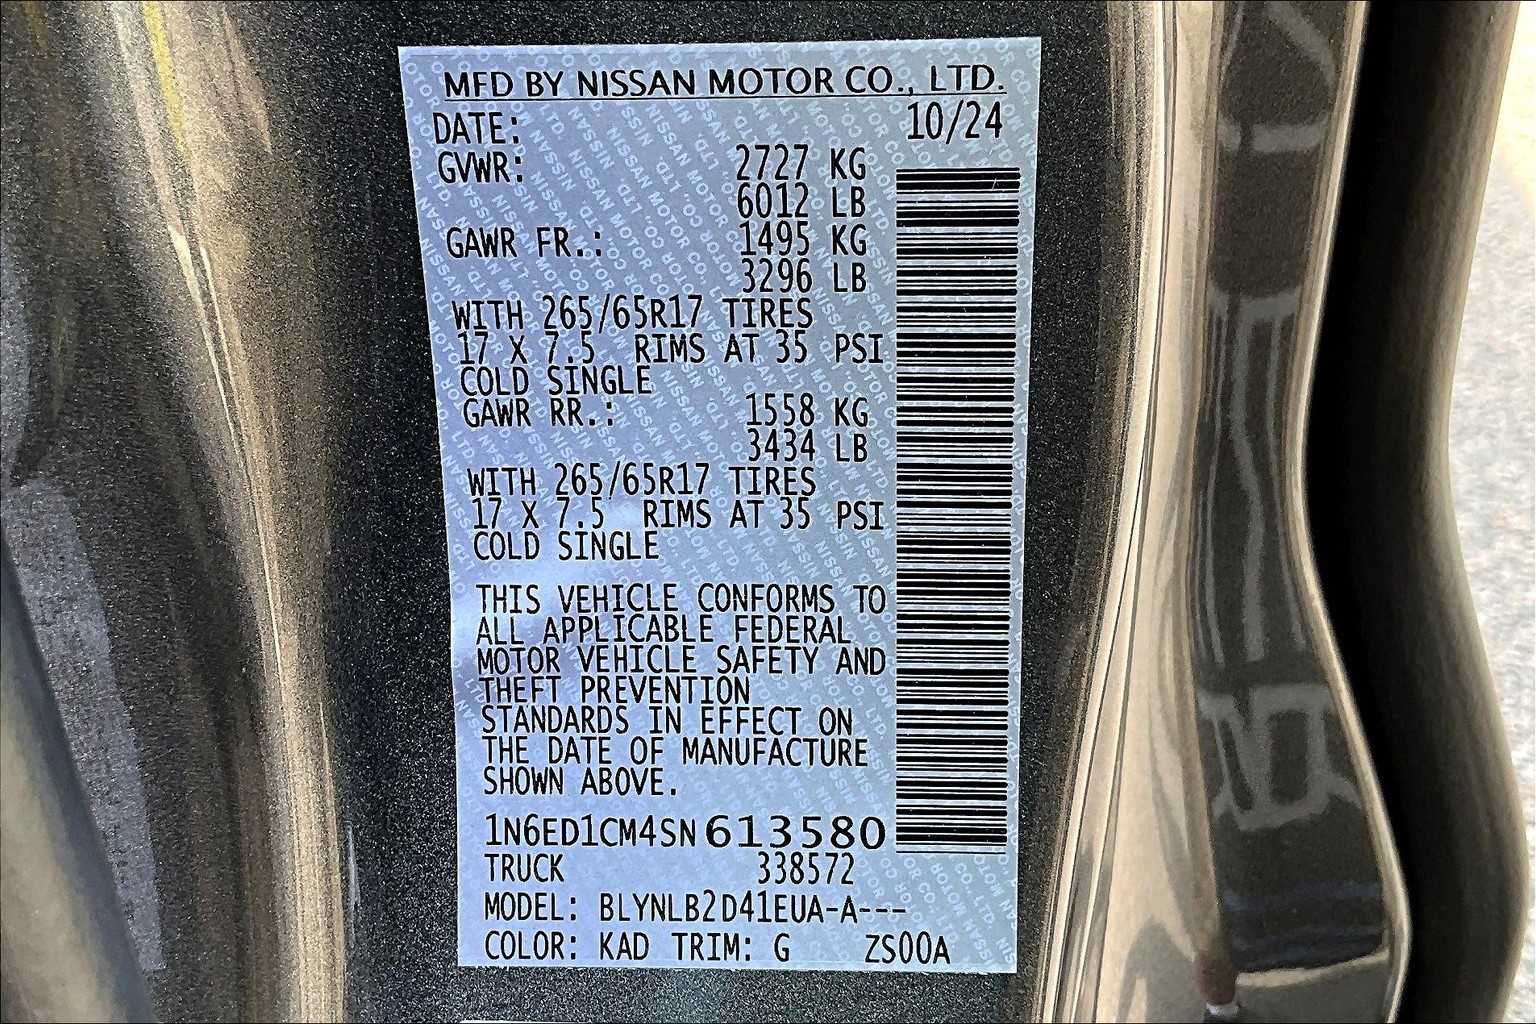 MFD BY NISSAN MOTOR CO., LTD.
DATE: 10/24
GVWR: 2727 KG
6012 LB
GAWR FR.: 1495 KG
3296 LB
WITH 265/65R17 TIRES
17 X 7.5 RIMS AT 35 PSI
COLD SINGLE
GAWR RR.: 1558 KG
3434 LB
WITH 265/65R17 TIRES
17 X 7.5 RIMS AT 35 PSI
COLD SINGLE
THIS VEHICLE CONFORMS TO
ALL APPLICABLE FEDERAL
MOTOR VEHICLE SAFETY AND
THEFT PREVENTION
STANDARDS IN EFFECT ON
THE DATE OF MANUFACTURE
SHOWN ABOVE.
1N6ED1CM4SN613580
TRUCK 338572
MODEL: BLYNLB2D41EUA-A---
COLOR: KAD TRIM: G ZS00A